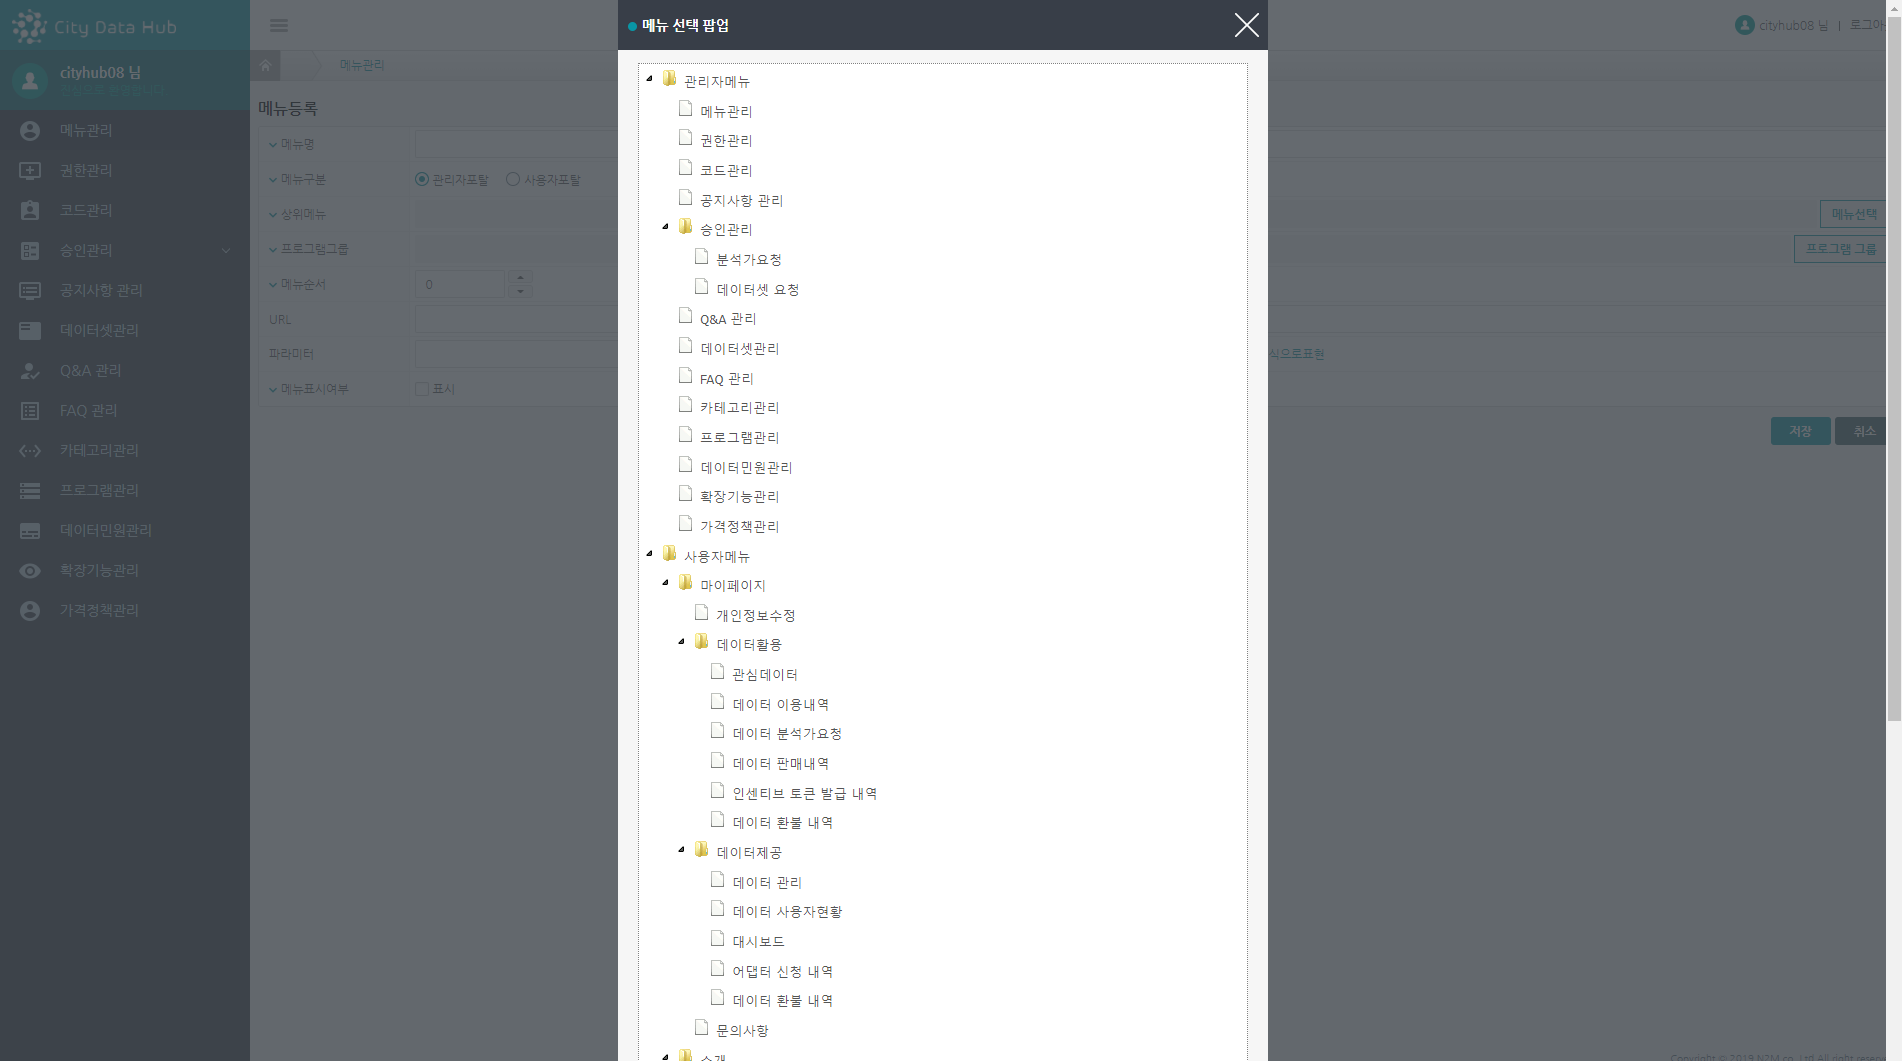 City Data Hub
cityhub08 님
메뉴관리
권한관리
코드관리
승인관리
공지사항 관리
데이터셋관리
Q&A 관리
FAQ 관리
카테고리관리
프로그램관리
데이터민원관리
확장기능관리
가격정책관리
cityhub08 님 | 로그아
메뉴관리
메뉴등록
메뉴명
메뉴구분
관리자포탈 사용자포탈
상위메뉴
메뉴선택
프로그램그룹
프로그램 그룹
메뉴순서
0
URL
파라미터
식으로표현
메뉴표시여부
표시
저장 취소
메뉴 선택 팝업
관리자메뉴
메뉴관리
권한관리
코드관리
공지사항 관리
승인관리
분석가요청
데이터셋 요청
Q&A 관리
데이터셋관리
FAQ 관리
카테고리관리
프로그램관리
데이터민원관리
확장기능관리
가격정책관리
사용자메뉴
마이페이지
개인정보수정
데이터활용
관심데이터
데이터 이용내역
데이터 분석가요청
데이터 판매내역
인센티브 토큰 발급 내역
데이터 환불 내역
데이터제공
데이터 관리
데이터 사용자현황
대시보드
어댑터 신청 내역
데이터 환불 내역
문의사항
소개
Copyright © 2019 N2M co. Ltd All right reserve